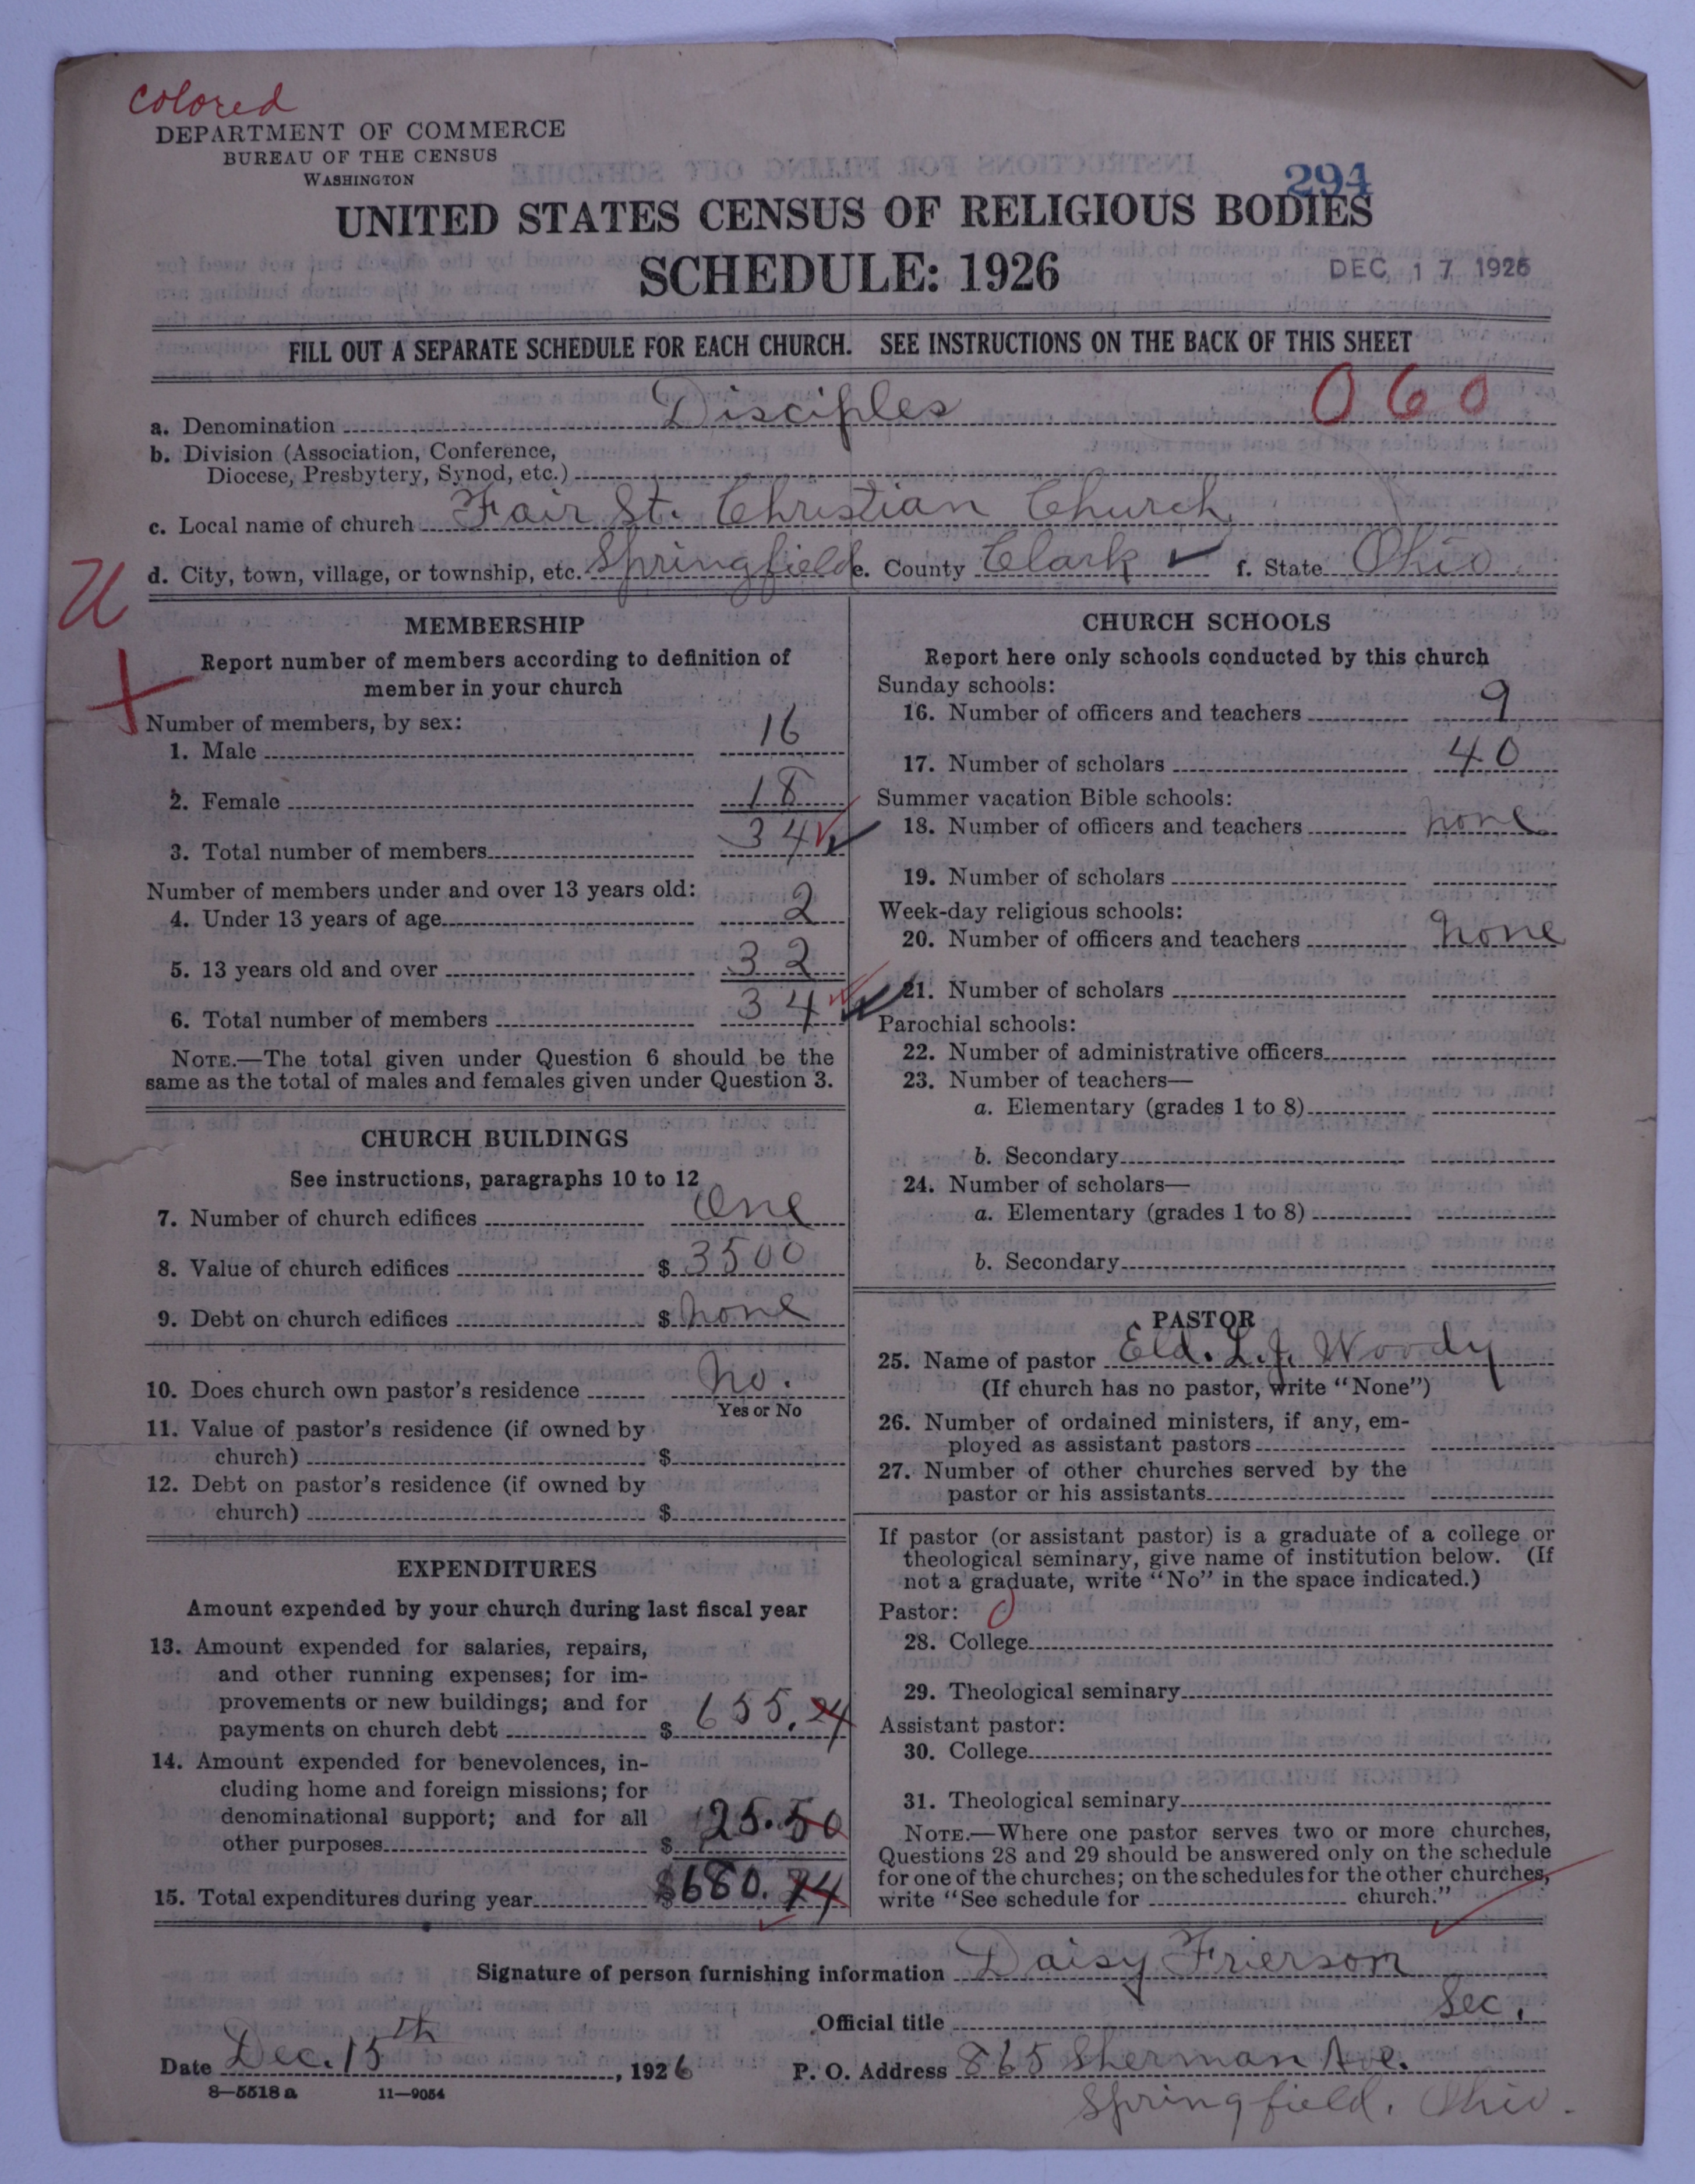 colored
DEPARTMENT OF COMMERCE
BUREAU OF THE CENSUS
WASHINGTON
294
UNITED STATES CENSUS OF RELIGIOUS BODIES
SCHEDULE: 1926
DEC 17 1926
FILL OUT A SEPARATE SCHEDULE FOR EACH CHURCH. SEE INSTRUCTIONS ON THE BACK OF THIS SHEET
060
a. Denomination Disciples
b. Division (Association, Conference,
Diocese, Presbytery, Synod, etc.)
c. Local name of church Fair St. Christian Church
d. City, town, village, or township, etc. Springfield e. County Clark ✓ f. State Ohio
U
MEMBERSHIP
Report number of members according to definition of
member in your church
Number of members, by sex:
1. Male 16
2. Female 18
3. Total number of members 34
Number of members under and over 13 years old:
4. Under 13 years of age 2
5. 13 years old and over 32
6. Total number of members 34
NOTE.—The total given under Question 6 should be the
same as the total of males and females given under Question 3.
CHURCH BUILDINGS
See instructions, paragraphs 10 to 12
7. Number of church edifices One
8. Value of church edifices $ 3500
9. Debt on church edifices $ none
10. Does church own pastor's residence No.
Yes or No
11. Value of pastor's residence (if owned by
church) $
12. Debt on pastor's residence (if owned by
church) $
EXPENDITURES
Amount expended by your church during last fiscal year
13. Amount expended for salaries, repairs,
and other running expenses; for im-
provements or new buildings; and for
payments on church debt $ 655.24
14. Amount expended for benevolences, in-
cluding home and foreign missions; for
denominational support; and for all
other purposes $ 25.50
15. Total expenditures during year $680.74
CHURCH SCHOOLS
Report here only schools conducted by this church
Sunday schools:
16. Number of officers and teachers 9
17. Number of scholars 40
Summer vacation Bible schools:
18. Number of officers and teachers none
19. Number of scholars
Week-day religious schools:
20. Number of officers and teachers none
21. Number of scholars
Parochial schools:
22. Number of administrative officers
23. Number of teachers—
a. Elementary (grades 1 to 8)
b. Secondary
24. Number of scholars—
a. Elementary (grades 1 to 8)
b. Secondary
PASTOR
25. Name of pastor Eld. L.J. Woody
(If church has no pastor, write "None")
26. Number of ordained ministers, if any, em-
ployed as assistant pastors
27. Number of other churches served by the
pastor or his assistants
If pastor (or assistant pastor) is a graduate of a college or
theological seminary, give name of institution below. (If
not a graduate, write "No" in the space indicated.)
Pastor: 0
28. College
29. Theological seminary
Assistant pastor:
30. College
31. Theological seminary
NOTE.—Where one pastor serves two or more churches,
Questions 28 and 29 should be answered only on the schedule
for one of the churches; on the schedules for the other churches,
write "See schedule for church."
Signature of person furnishing information Daisy Frierson
Official title Sec.
Date Dec. 15th, 1926 P. O. Address 865 Sherman Ave.
8—5518 a 11—9054
Springfield, Ohio.